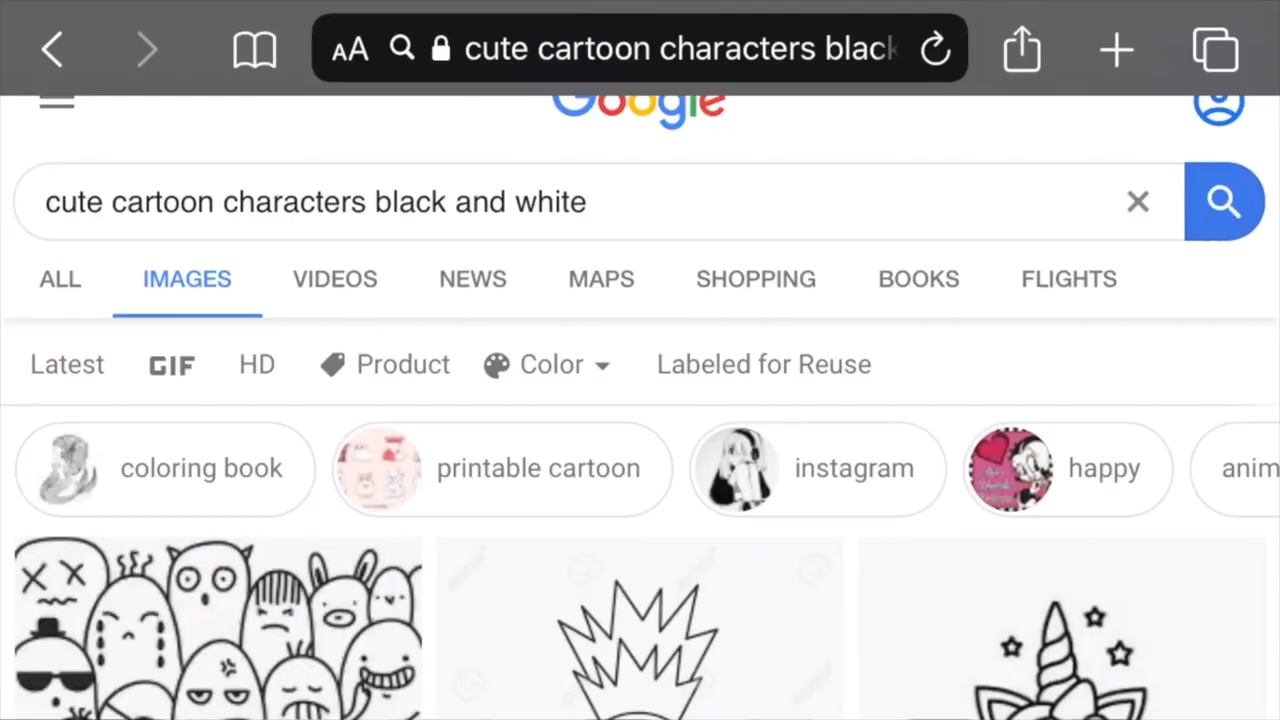 AA cute cartoon characters blac
Google
cute cartoon characters black and white
ALL IMAGES VIDEOS NEWS MAPS SHOPPING BOOKS FLIGHTS
Latest GIF HD Product Color Labeled for Reuse
coloring book printable cartoon instagram happy anim